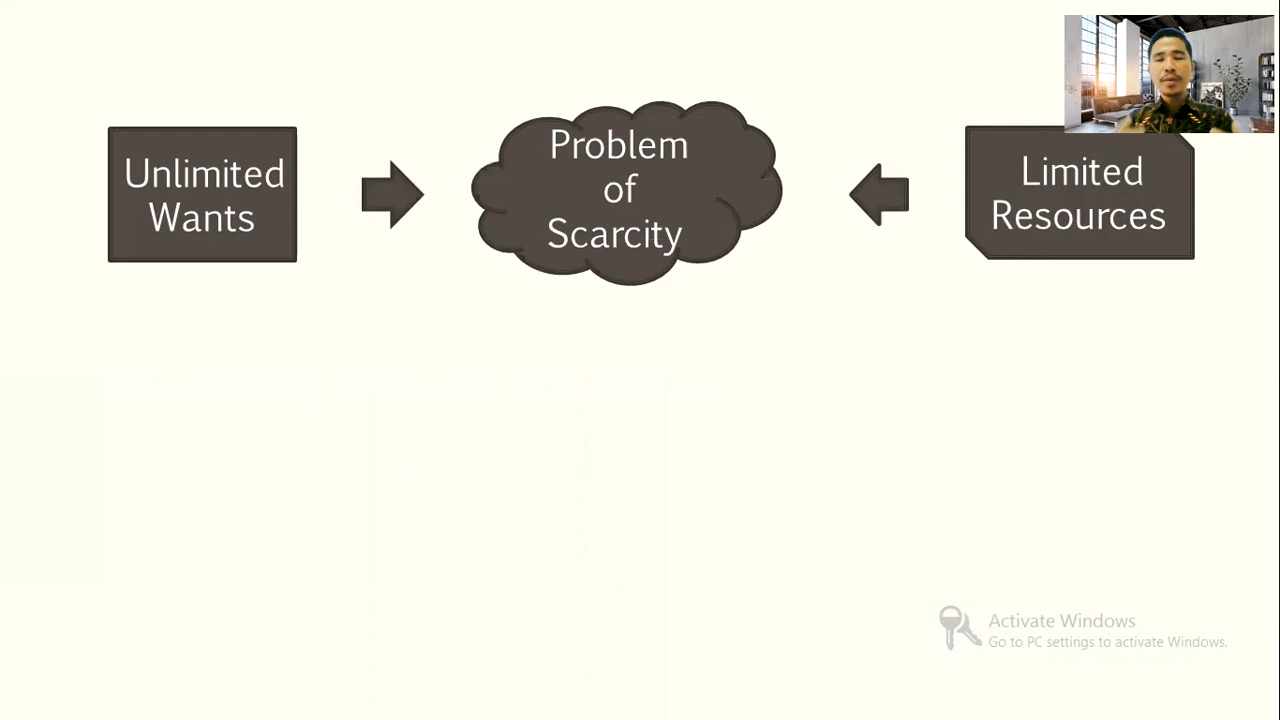 Unlimited
Wants
Problem
of
Scarcity
Limited
Resources
Activate Windows
Go to PC settings to activate Windows.